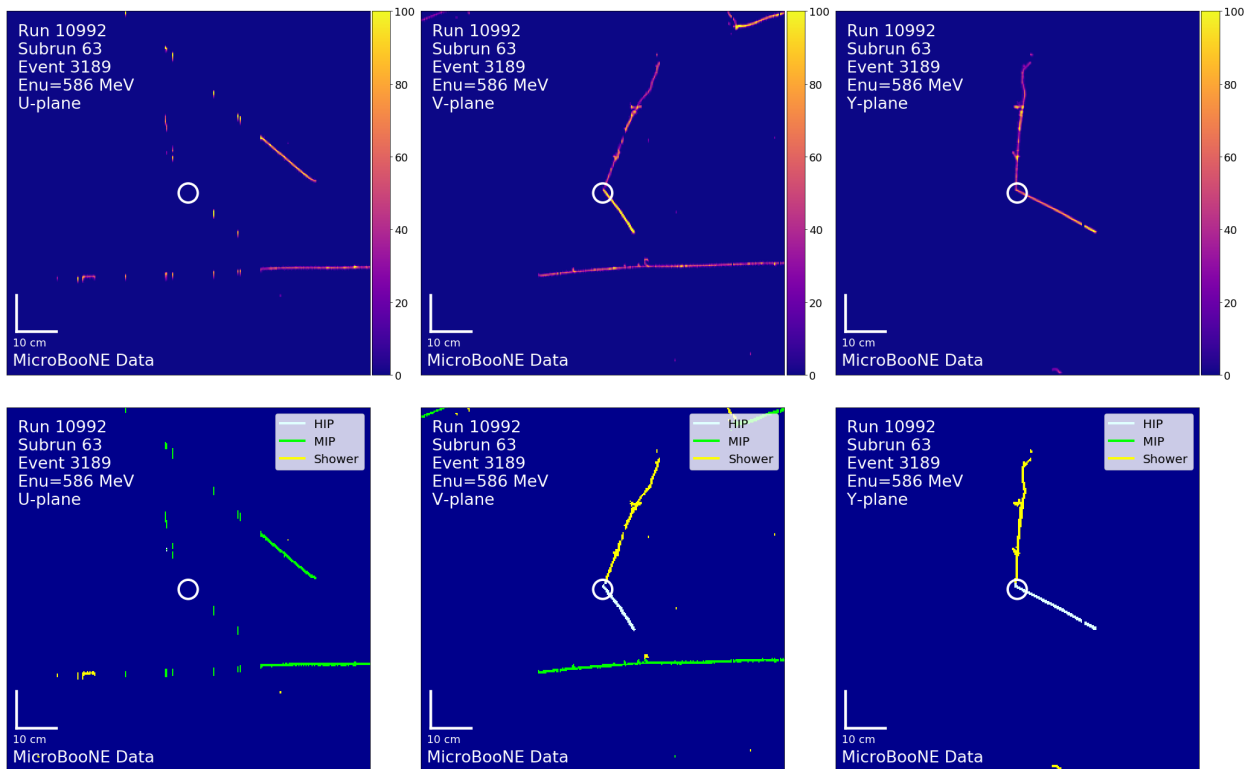 Run 10992
Subrun 63
Event 3189
Enu=586 MeV
U-plane
10 cm
MicroBooNE Data
100
80
60
40
20
0
Run 10992
Subrun 63
Event 3189
Enu=586 MeV
V-plane
10 cm
MicroBooNE Data
100
80
60
40
20
0
Run 10992
Subrun 63
Event 3189
Enu=586 MeV
Y-plane
10 cm
MicroBooNE Data
100
80
60
40
20
0
Run 10992
Subrun 63
Event 3189
Enu=586 MeV
U-plane
HIP
MIP
Shower
10 cm
MicroBooNE Data
Run 10992
Subrun 63
Event 3189
Enu=586 MeV
V-plane
HIP
MIP
Shower
10 cm
MicroBooNE Data
Run 10992
Subrun 63
Event 3189
Enu=586 MeV
Y-plane
HIP
MIP
Shower
10 cm
MicroBooNE Data